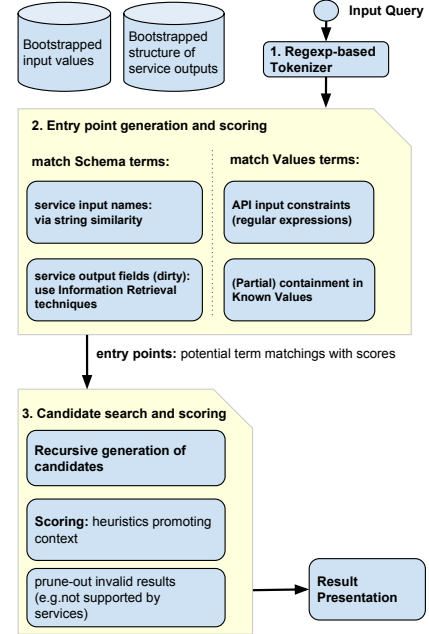 Input Query
Bootstrapped
input values
Bootstrapped
structure of
service outputs
1. Regexp-based
Tokenizer
2. Entry point generation and scoring
match Schema terms:
match Values terms:
service input names:
via string similarity
API input constraints
(regular expressions)
service output fields (dirty):
use Information Retrieval
techniques
(Partial) containment in
Known Values
entry points: potential term matchings with scores
3. Candidate search and scoring
Recursive generation of
candidates
Scoring: heuristics promoting
context
prune-out invalid results
(e.g.not supported by
services)
Result
Presentation